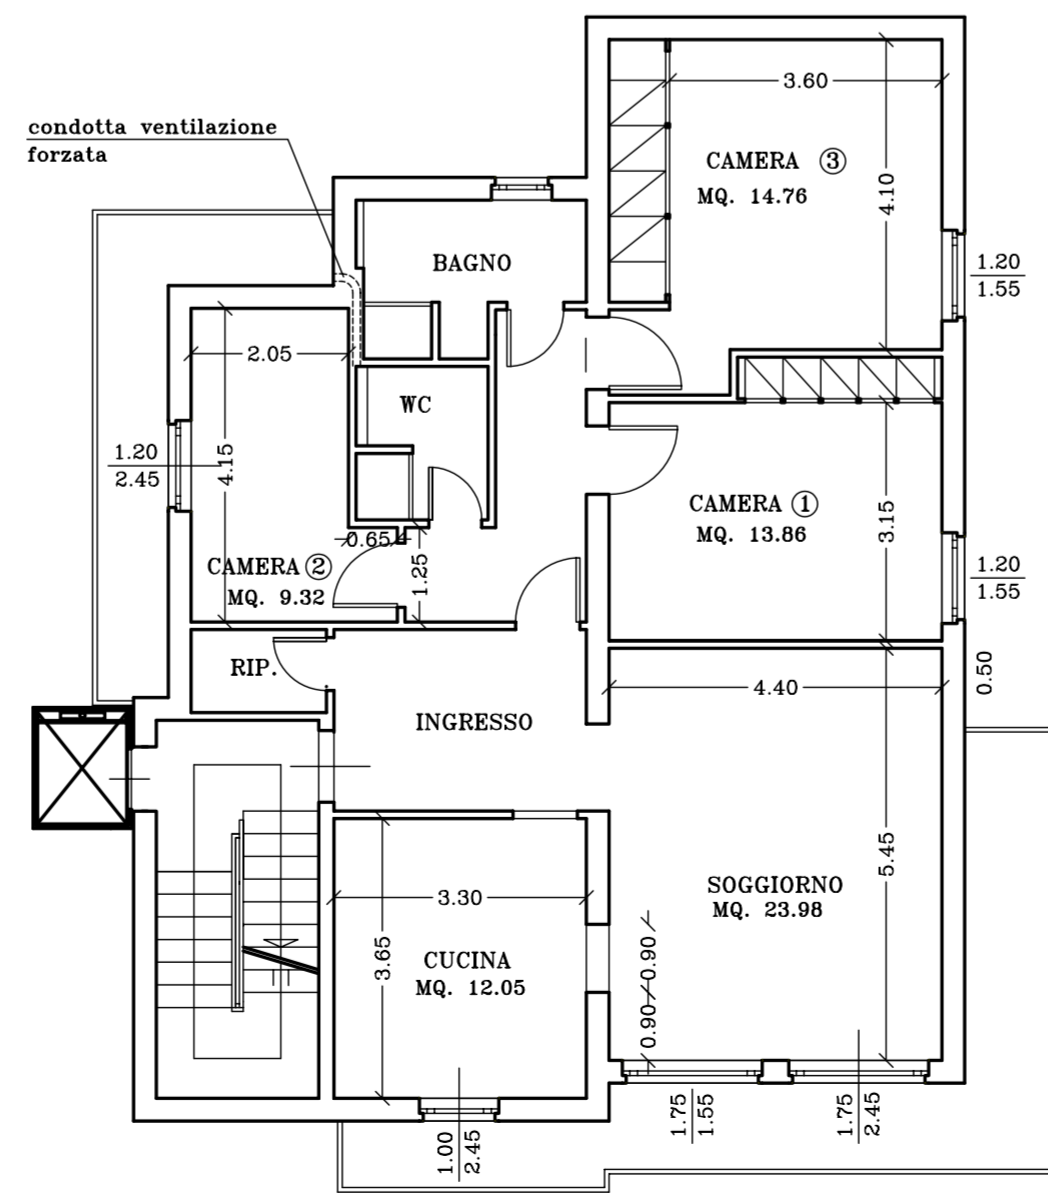 condotta ventilazione
forzata
3.60
CAMERA 3
MQ. 14.76
4.10
1.20
1.55
BAGNO
2.05
WC
1.20
2.45
4.15
CAMERA 1
MQ. 13.86
3.15
0.65
1.25
CAMERA 2
MQ. 9.32
1.20
1.55
RIP.
4.40
0.50
INGRESSO
5.45
SOGGIORNO
MQ. 23.98
3.30
3.65
CUCINA
MQ. 12.05
0.90
0.90
1.00
2.45
1.75
1.55
1.75
2.45